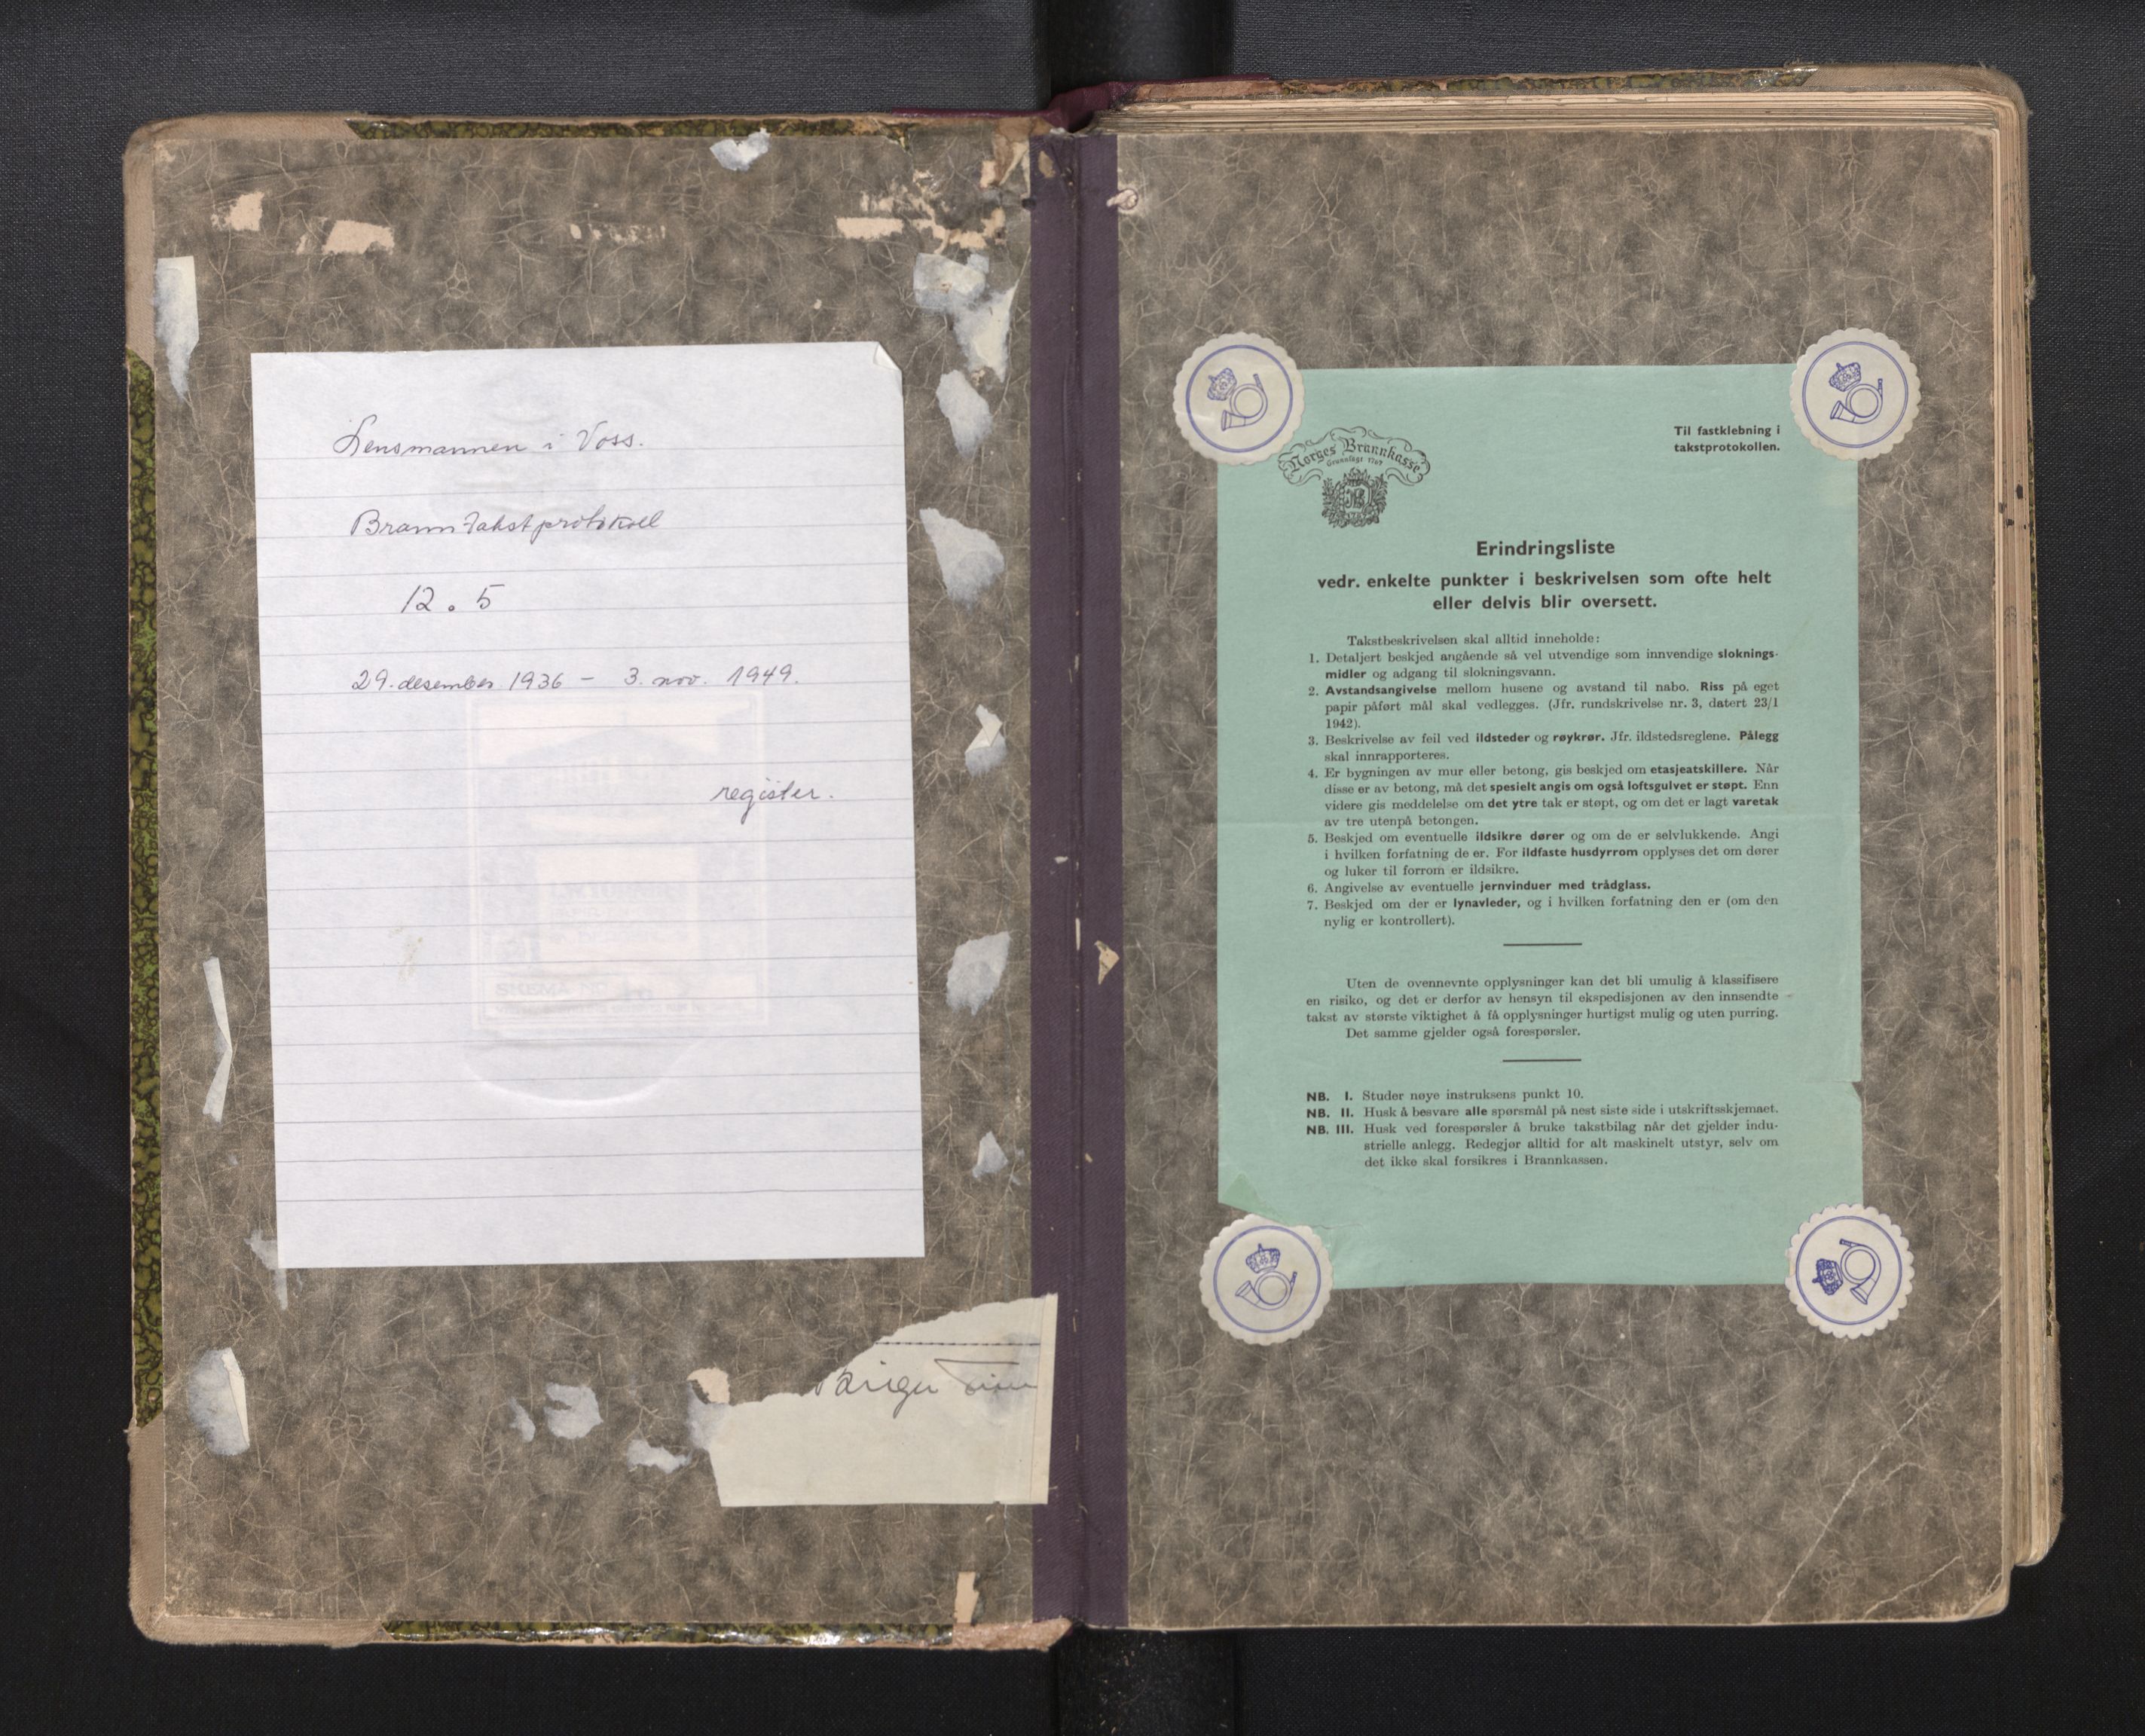 Lensmannen i Voss.
Branntakstprotokoll
12.5
29. desember 1936 – 3. nov. 1949.
register.
Til fastklebning i
takstprotokollen.
Norges Brannkasse
Grunnlagt 1767
Erindringsliste
vedr. enkelte punkter i beskrivelsen som ofte helt
eller delvis blir oversett.
Takstbeskrivelsen skal alltid inneholde:
1. Detaljert beskjed angående så vel utvendige som innvendige sloknings-
midler og adgang til slokningsvann.
2. Avstandsangivelse mellom husene og avstand til nabo. Riss på eget
papir påført mål skal vedlegges. (Jfr. rundskrivelse nr. 3, datert 23/1
1942).
3. Beskrivelse av feil ved ildsteder og røykrør. Jfr. ildstedsreglene. Pålegg
skal innrapporteres.
4. Er bygningen av mur eller betong, gis beskjed om etasjeatskillere. Når
disse er av betong, må det spesielt angis om også loftsgulvet er støpt. Enn
videre gis meddelelse om det ytre tak er støpt, og om det er lagt varetak
av tre utenpå betongen.
5. Beskjed om eventuelle ildsikre dører og om de er selvlukkende. Angi
i hvilken forfatning de er. For ildfaste husdyrrom opplyses det om dører
og luker til forrom er ildsikre.
6. Angivelse av eventuelle jernvinduer med trådglass.
7. Beskjed om der er lynavleder, og i hvilken forfatning den er (om den
nylig er kontrollert).
Uten de ovennevnte opplysninger kan det bli umulig å klassifisere
en risiko, og det er derfor av hensyn til ekspedisjonen av den innsendte
takst av største viktighet å få opplysninger hurtigst mulig og uten purring.
Det samme gjelder også forespørsler.
NB. I. Studer nøye instruksens punkt 10.
NB. II. Husk å besvare alle spørsmål på nest siste side i utskriftsskjemaet.
NB. III. Husk ved forespørsler å bruke takstbilag når det gjelder indu-
strielle anlegg. Redegjør alltid for alt maskinelt utstyr, selv om
det ikke skal forsikres i Brannkassen.